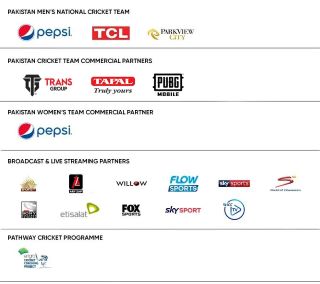 PAKISTAN MEN'S NATIONAL CRICKET TEAM
pepsi.
TCL
PARKVIEW
CITY
PAKISTAN CRICKET TEAM COMMERCIAL PARTNERS
TRANS
GROUP
TAPAL
Truly yours
PUBG
MOBILE
PAKISTAN WOMEN'S TEAM COMMERCIAL PARTNER
pepsi.
BROADCAST & LIVE STREAMING PARTNERS
WILLOW
FLOW
SPORTS
sky sports
etisalat
FOX
SPORTS
sky SPORT
PATHWAY CRICKET PROGRAMME